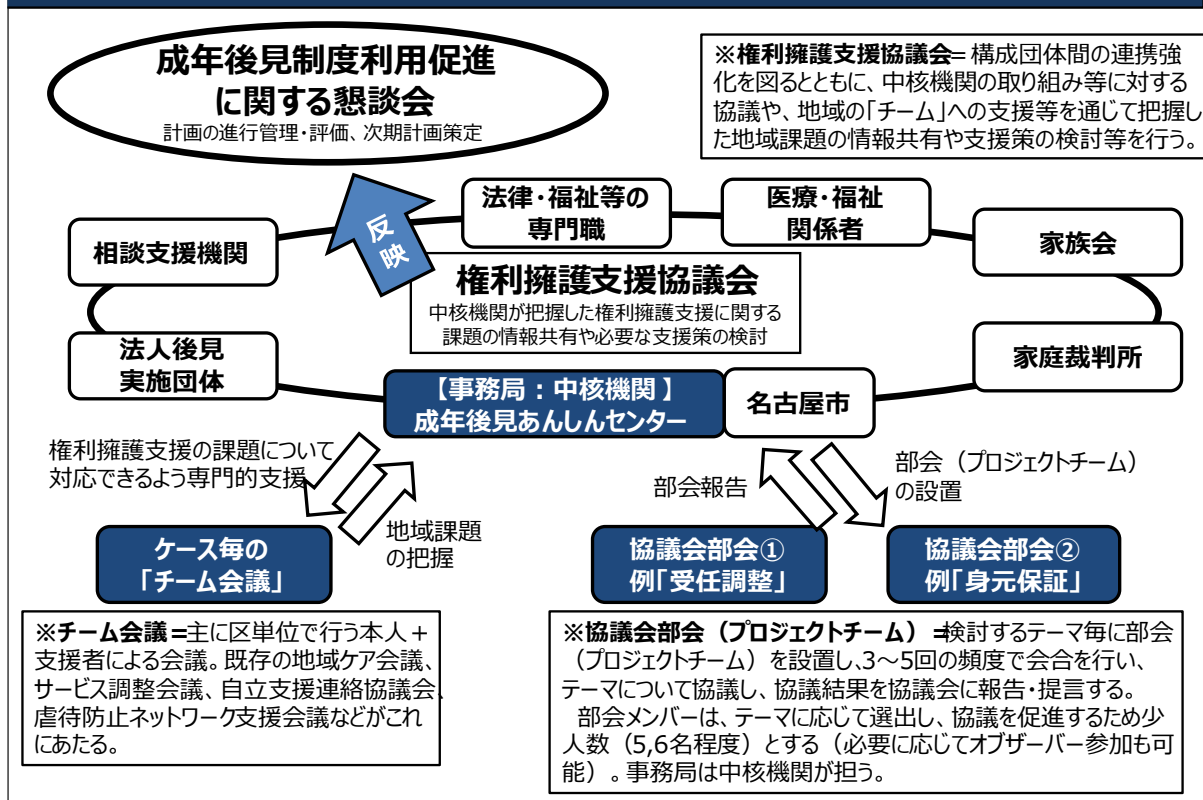 成年後見制度利用促進
に関する懇談会
計画の進行管理・評価、次期計画策定
※権利擁護支援協議会= 構成団体間の連携強
化を図るとともに、中核機関の取り組み等に対する
協議や、地域の「チーム」への支援等を通じて把握し
た地域課題の情報共有や支援策の検討等を行う。
反映
相談支援機関
法律・福祉等の
専門職
医療・福祉
関係者
家族会
権利擁護支援協議会
中核機関が把握した権利擁護支援に関する
課題の情報共有や必要な支援策の検討
法人後見
実施団体
【事務局：中核機関】
成年後見あんしんセンター
名古屋市
家庭裁判所
権利擁護支援の課題について
対応できるよう専門的支援
地域課題
の把握
部会報告
部会（プロジェクトチーム）
の設置
ケース毎の
「チーム会議」
協議会部会①
例「受任調整」
協議会部会②
例「身元保証」
※チーム会議=主に区単位で行う本人＋
支援者による会議。既存の地域ケア会議、
サービス調整会議、自立支援連絡協議会、
虐待防止ネットワーク支援会議などがこれ
にあたる。
※協議会部会（プロジェクトチーム）=検討するテーマ毎に部会
（プロジェクトチーム）を設置し、3～5回の頻度で会合を行い、
テーマについて協議し、協議結果を協議会に報告・提言する。
部会メンバーは、テーマに応じて選出し、協議を促進するため少
人数（5,6名程度）とする（必要に応じてオブザーバー参加も可
能）。事務局は中核機関が担う。